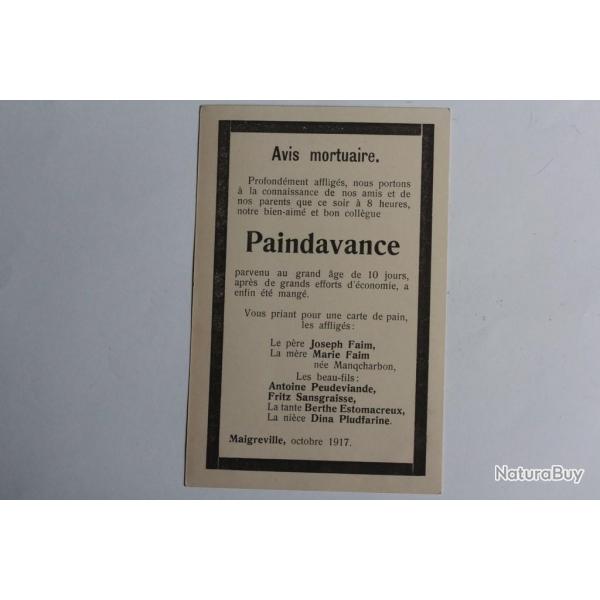 Avis mortuaire.
Profondément affligés, nous portons
à la connaissance de nos amis et de
nos parents que ce soir à 8 heures,
notre bien-aimé et bon collègue
Paindavance
parvenu au grand âge de 10 jours,
après de grands efforts d'économie, a
enfin été mangé.
Vous priant pour une carte de pain,
les affligés:
Le père Joseph Faim,
La mère Marie Faim
née Manqcharbon,
Les beau-fils:
Antoine Peudeviande,
Fritz Sansgraisse,
La tante Berthe Estomacreux,
La nièce Dina Pludfarine.
Maigreville, octobre 1917.
NaturaBuy